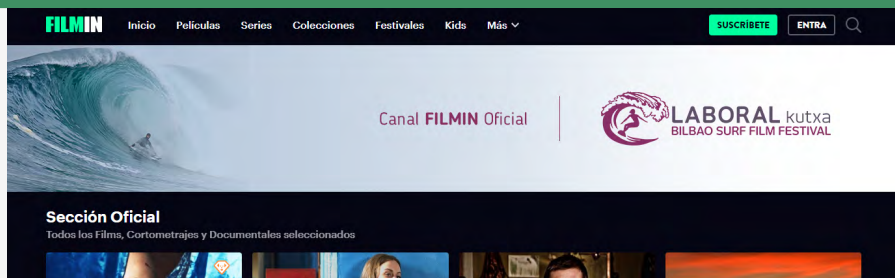 FILMIN Inicio Películas Series Colecciones Festivales Kids Más SUSCRÍBETE ENTRA
Canal FILMIN Oficial
LABORAL kutxa
BILBAO SURF FILM FESTIVAL
Sección Oficial
Todos los Films, Cortometrajes y Documentales seleccionados